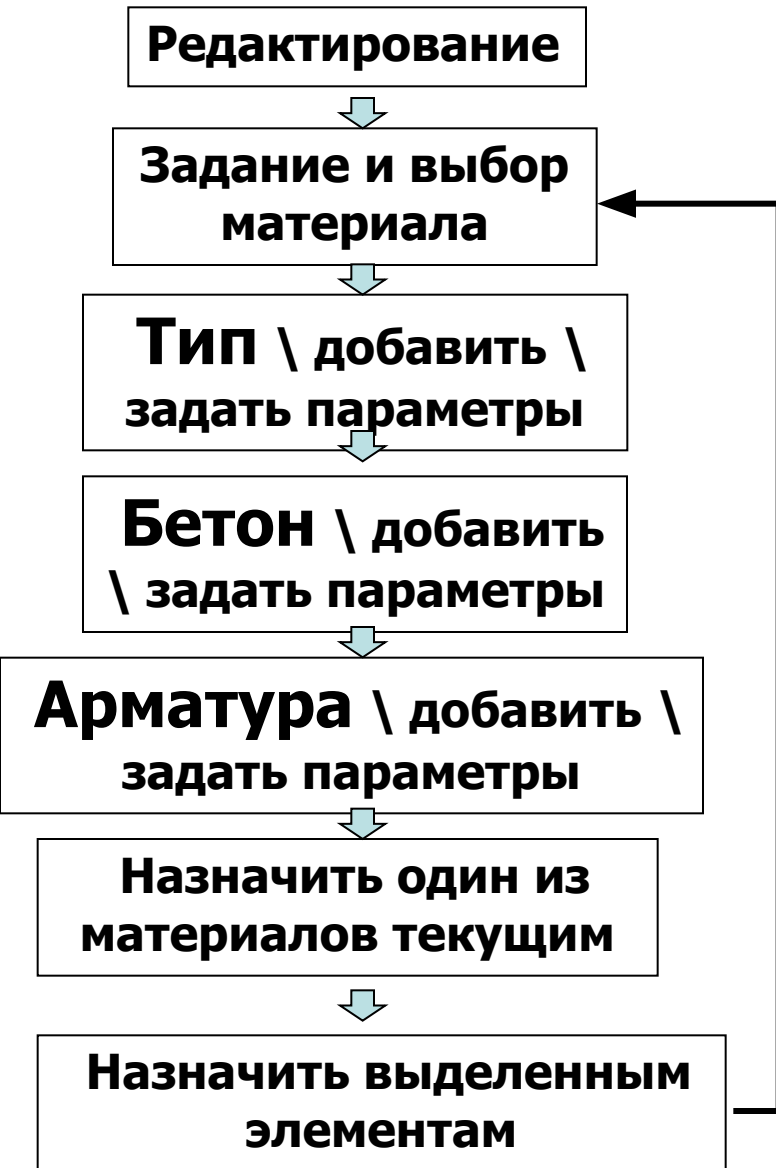 Редактирование
Задание и выбор
материала
Тип \ добавить \
задать параметры
Бетон \ добавить
\ задать параметры
Арматура \ добавить \
задать параметры
Назначить один из
материалов текущим
Назначить выделенным
элементам